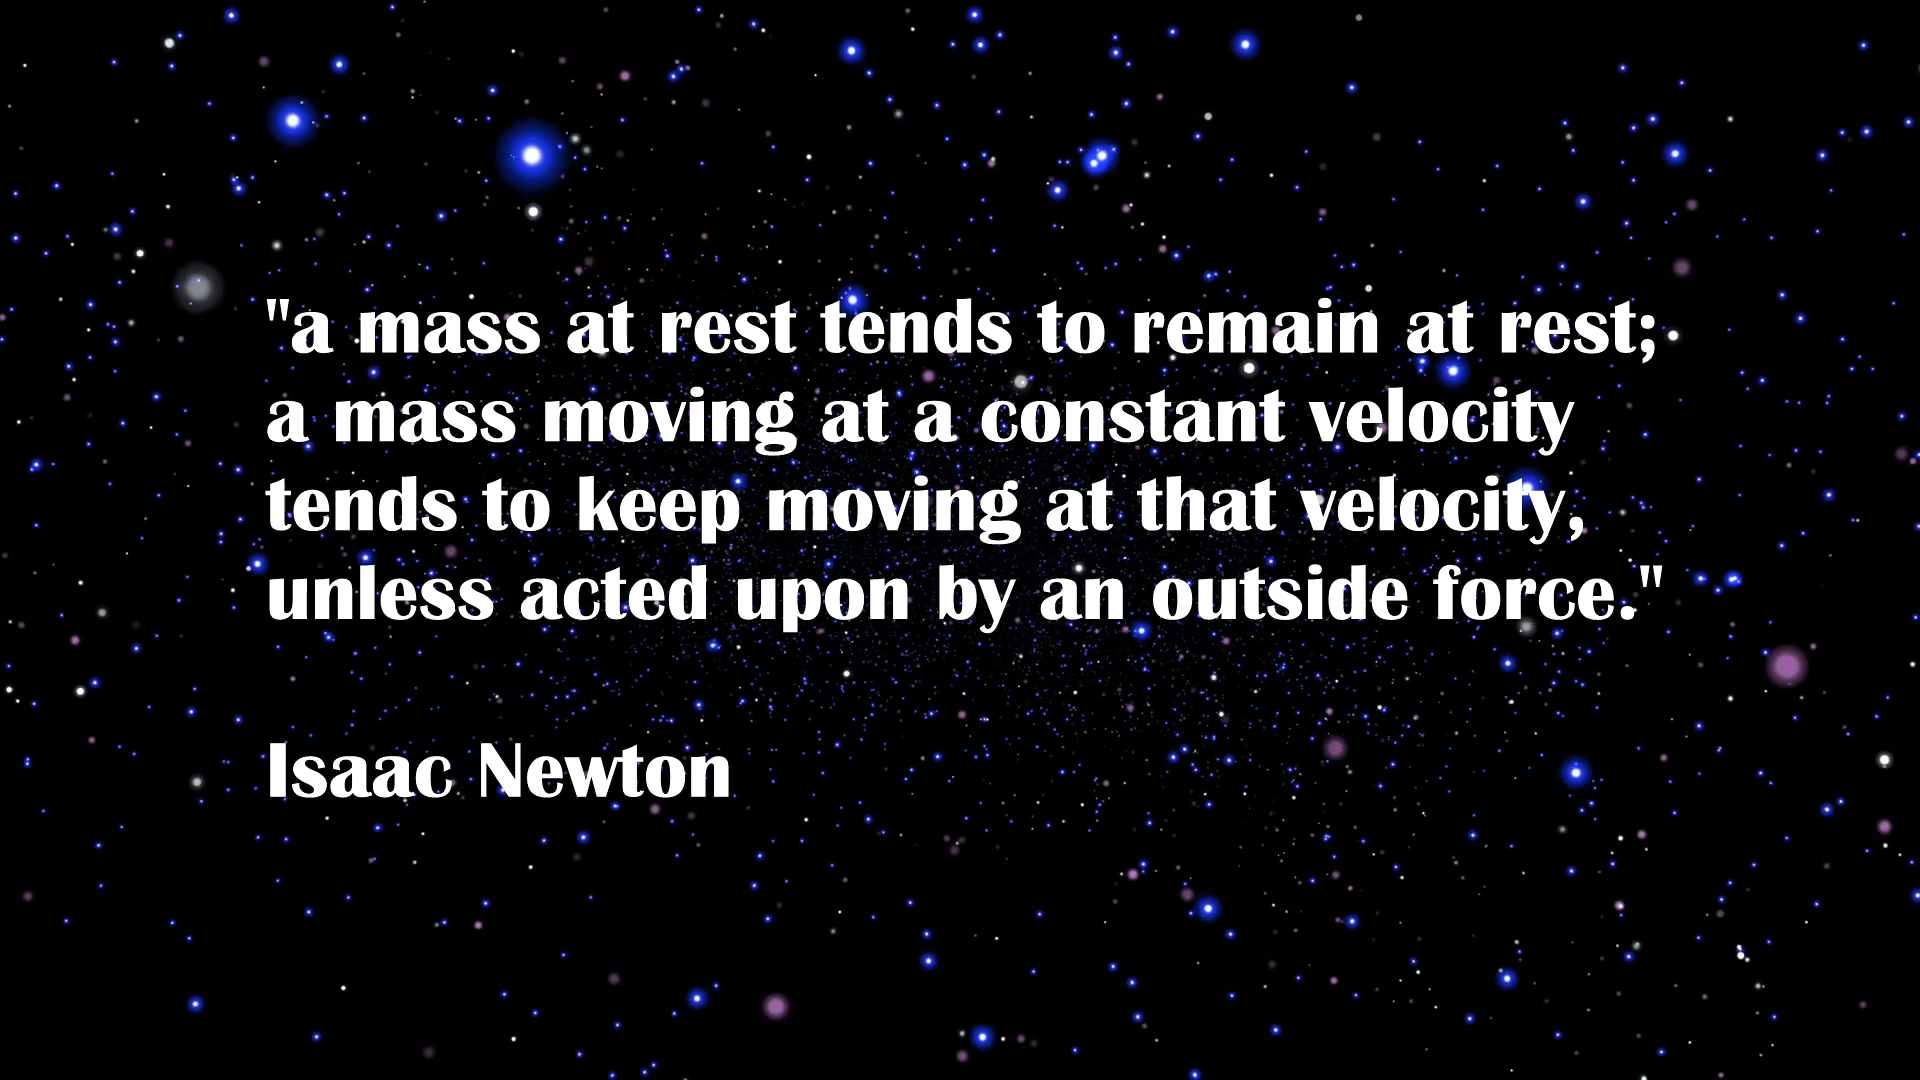 "a mass at rest tends to remain at rest;
a mass moving at a constant velocity
tends to keep moving at that velocity,
unless acted upon by an outside force."
Isaac Newton